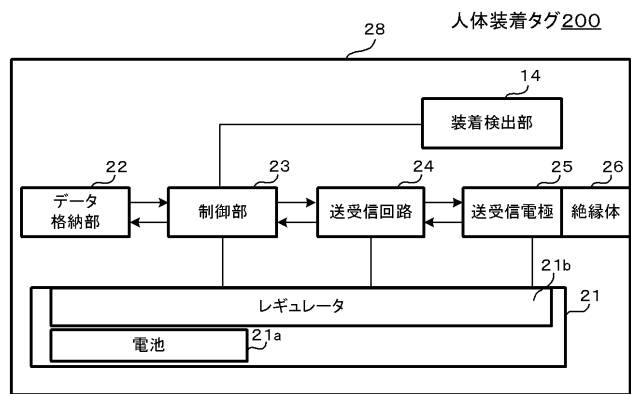 人体装着タグ200
28
14
装着検出部
22
23
24
25
26
データ
格納部
制御部
送受信回路
送受信電極
絶縁体
21b
21
レギュレータ
電池
21a